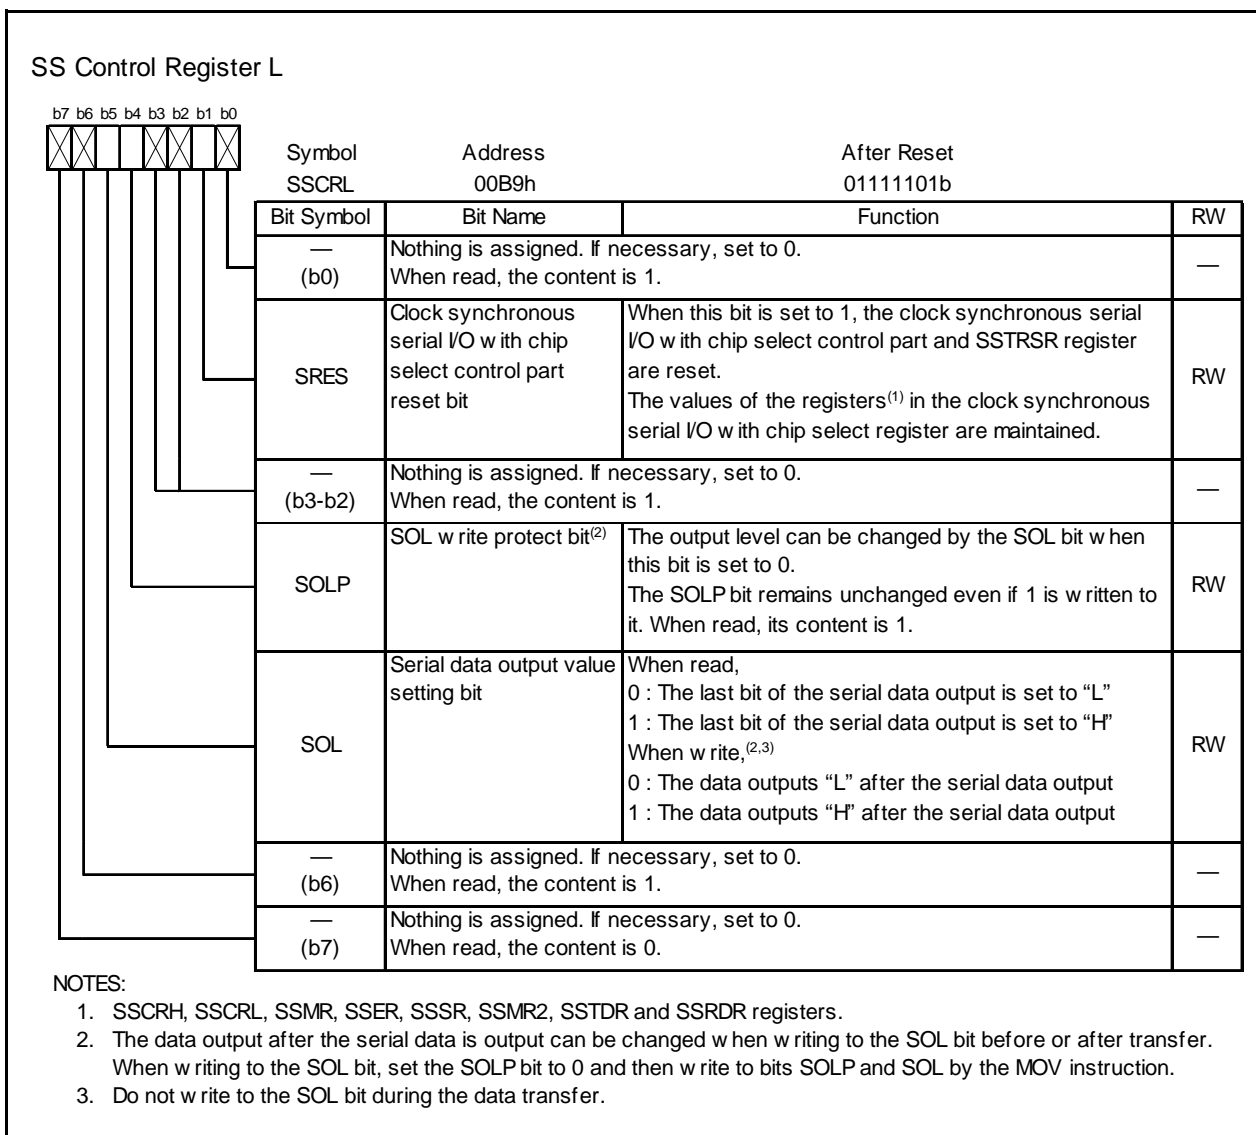 SS Control Register L
b7 b6 b5 b4 b3 b2 b1 b0
Symbol Address After Reset
SSCRL 00B9h 01111101b
Bit Symbol Bit Name Function RW
—
(b0)
Nothing is assigned. If necessary, set to 0.
When read, the content is 1.
—
SRES
Clock synchronous
serial I/O with chip
select control part
reset bit
When this bit is set to 1, the clock synchronous serial
I/O with chip select control part and SSTRSR register
are reset.
The values of the registers(1) in the clock synchronous
serial I/O with chip select register are maintained.
RW
—
(b3-b2)
Nothing is assigned. If necessary, set to 0.
When read, the content is 1.
—
SOLP
SOL write protect bit(2)
The output level can be changed by the SOL bit when
this bit is set to 0.
The SOLP bit remains unchanged even if 1 is written to
it. When read, its content is 1.
RW
SOL
Serial data output value
setting bit
When read,
0 : The last bit of the serial data output is set to “L”
1 : The last bit of the serial data output is set to “H”
When write,(2,3)
0 : The data outputs “L” after the serial data output
1 : The data outputs “H” after the serial data output
RW
—
(b6)
Nothing is assigned. If necessary, set to 0.
When read, the content is 1.
—
—
(b7)
Nothing is assigned. If necessary, set to 0.
When read, the content is 0.
—
NOTES:
1. SSCRH, SSCRL, SSMR, SSER, SSSR, SSMR2, SSTDR and SSRDR registers.
2. The data output after the serial data is output can be changed when writing to the SOL bit before or after transfer.
When writing to the SOL bit, set the SOLP bit to 0 and then write to bits SOLP and SOL by the MOV instruction.
3. Do not write to the SOL bit during the data transfer.